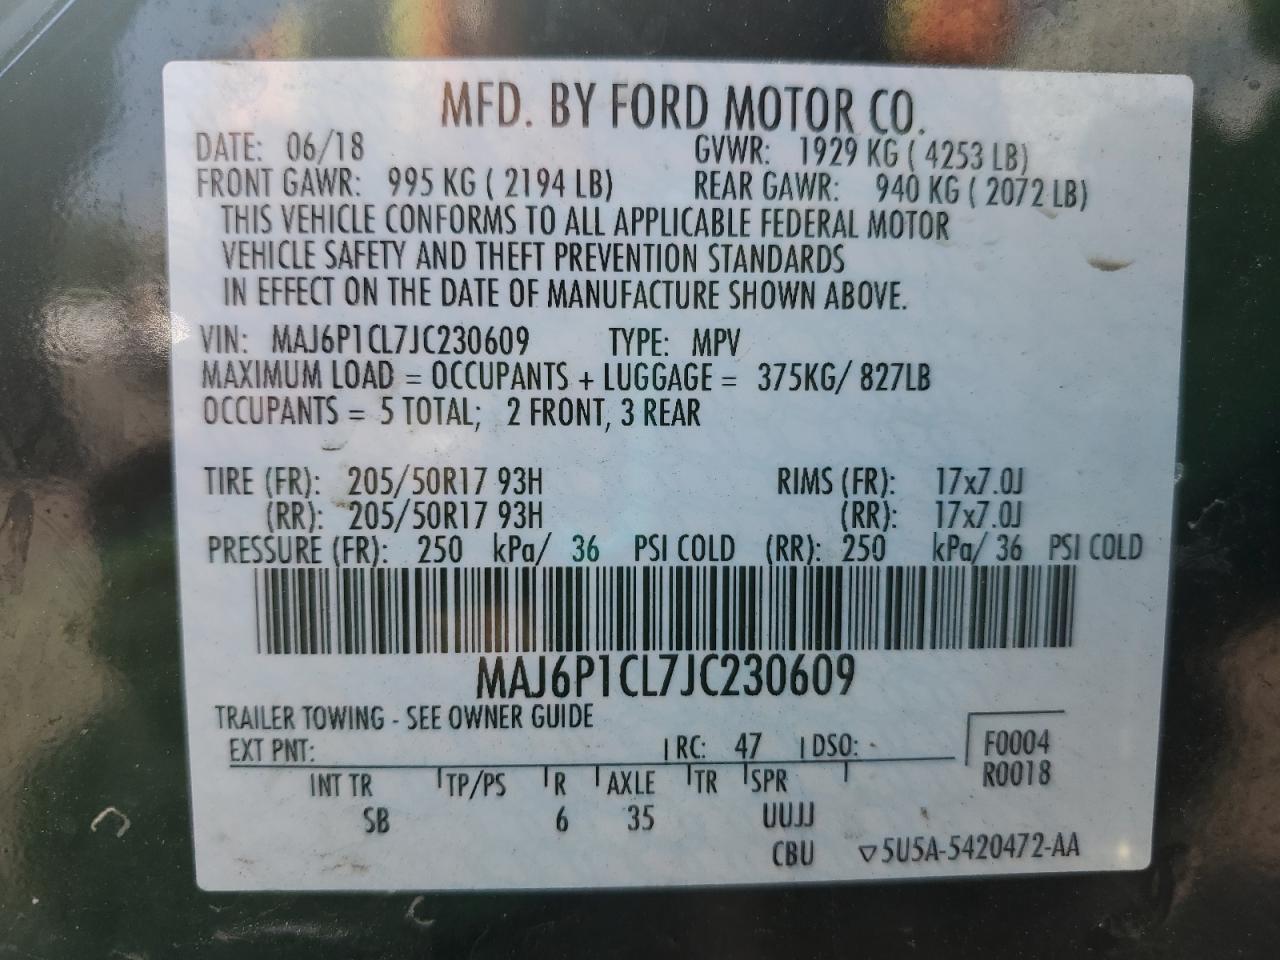 MFD. BY FORD MOTOR CO.
DATE: 06/18 GVWR: 1929 KG ( 4253 LB)
FRONT GAWR: 995 KG ( 2194 LB) REAR GAWR: 940 KG ( 2072 LB)
THIS VEHICLE CONFORMS TO ALL APPLICABLE FEDERAL MOTOR
VEHICLE SAFETY AND THEFT PREVENTION STANDARDS
IN EFFECT ON THE DATE OF MANUFACTURE SHOWN ABOVE.
VIN: MAJ6P1CL7JC230609 TYPE: MPV
MAXIMUM LOAD = OCCUPANTS + LUGGAGE = 375KG/ 827LB
OCCUPANTS = 5 TOTAL; 2 FRONT, 3 REAR
TIRE (FR): 205/50R17 93H RIMS (FR): 17x7.0J
(RR): 205/50R17 93H (RR): 17x7.0J
PRESSURE (FR): 250 kPa/ 36 PSI COLD (RR): 250 kPa/ 36 PSI COLD
MAJ6P1CL7JC230609
TRAILER TOWING - SEE OWNER GUIDE
EXT PNT: RC: 47 DSO: F0004
INT TR TP/PS R AXLE TR SPR R0018
SB 6 35 UUJJ
CBU ▽5U5A-5420472-AA